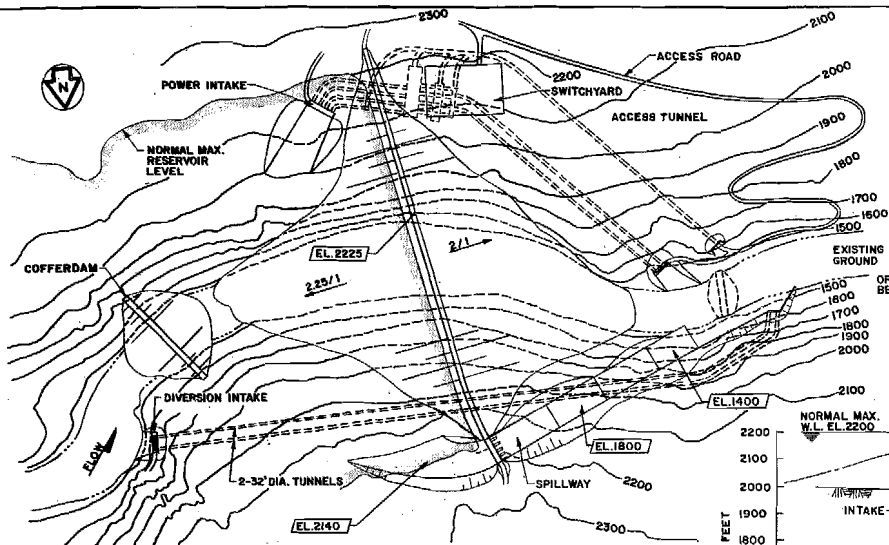 2300
2100
N
POWER INTAKE
2200
ACCESS ROAD
SWITCHYARD
2000
ACCESS TUNNEL
1900
NORMAL MAX.
RESERVOIR
LEVEL
1800
1700
1600
1500
EL.2225
2/1
EXISTING
GROUND
COFFERDAM
2.25/1
1500
1600
1700
1800
1900
2000
2100
DIVERSION INTAKE
EL.1400
FLOW
EL.1800
2-32' DIA. TUNNELS
SPILLWAY
2200
EL.2140
2300
NORMAL MAX.
W.L. EL.2200
2200
2100
2000
1900
1800
FEET
INTAKE